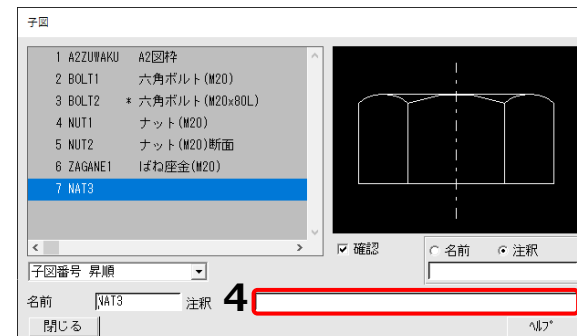 子図
1 A2ZUWAKU A2図枠
2 BOLT1 六角ボルト(M20)
3 BOLT2 * 六角ボルト(M20x80L)
4 NUT1 ナット(M20)
5 NUT2 ナット(M20)断面
6 ZAGANE1 ばね座金(M20)
7 NAT3
確認
名前 注釈
子図番号 昇順
名前 NAT3 注釈 4
閉じる ﾍﾙﾌﾟ